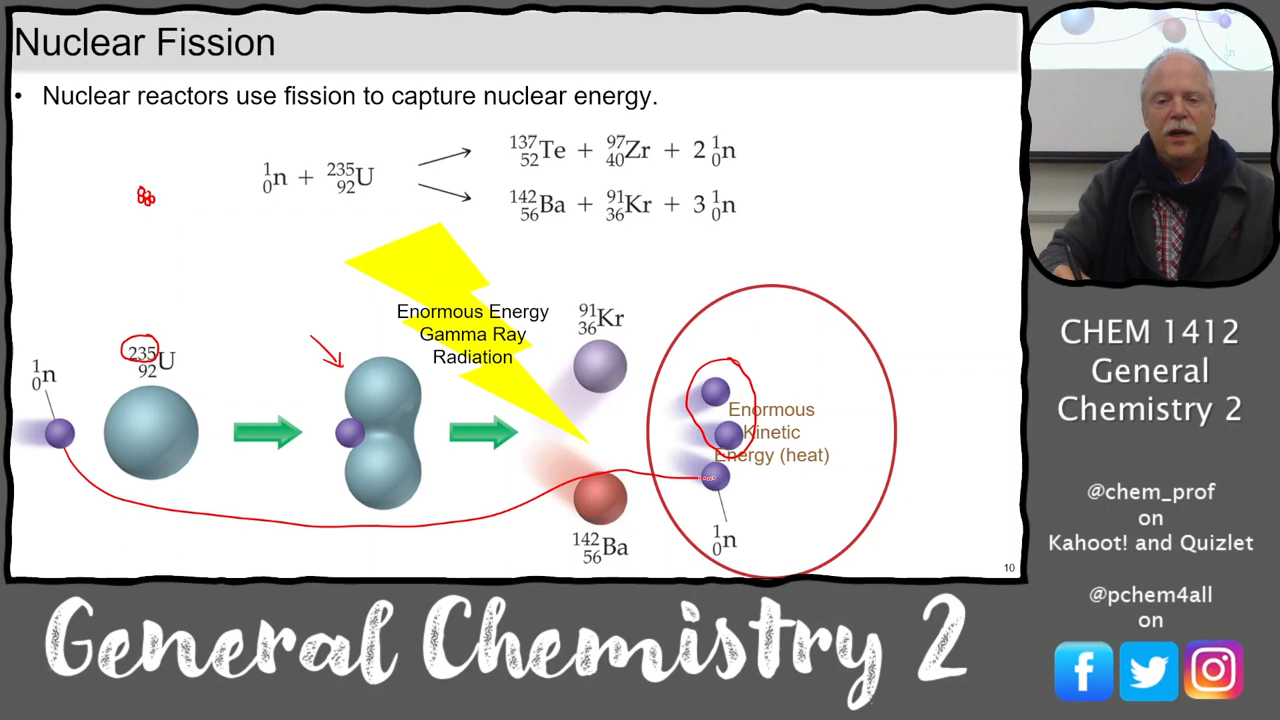 Nuclear Fission
• Nuclear reactors use fission to capture nuclear energy.
¹₀n + ²³⁵₉₂U
¹³⁷₅₂Te + ⁹⁷₄₀Zr + 2 ¹₀n
¹⁴²₅₆Ba + ⁹¹₃₆Kr + 3 ¹₀n
¹₀n
²³⁵₉₂U
Enormous Energy
Gamma Ray
Radiation
⁹¹₃₆Kr
¹⁴²₅₆Ba
Enormous
Kinetic
Energy (heat)
¹₀n
10
CHEM 1412
General
Chemistry 2
@chem_prof
on
Kahoot! and Quizlet
@pchem4all
on
General Chemistry 2